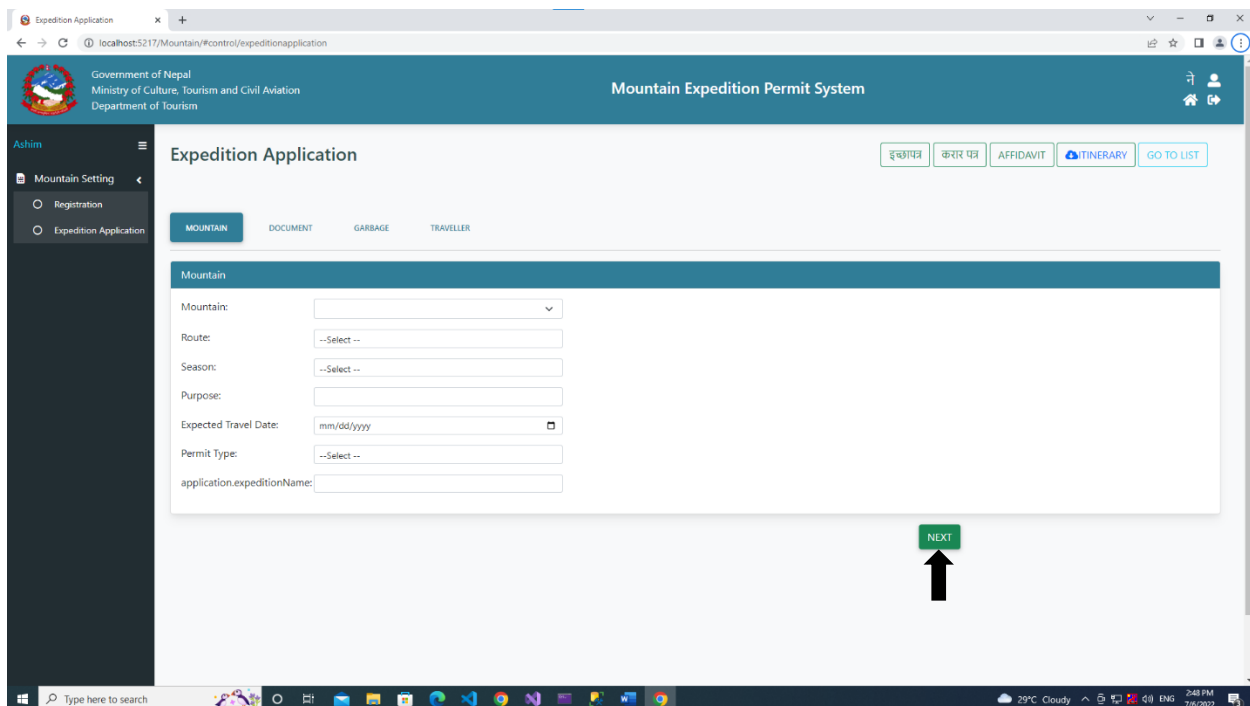 Expedition Application
localhost:5217/Mountain/#control/expeditionapplication
Government of Nepal
Ministry of Culture, Tourism and Civil Aviation
Department of Tourism
Mountain Expedition Permit System
ने
Ashim
Mountain Setting
Registration
Expedition Application
Expedition Application
इच्छापत्र
करार पत्र
AFFIDAVIT
ITINERARY
GO TO LIST
MOUNTAIN
DOCUMENT
GARBAGE
TRAVELLER
Mountain
Mountain:
Route:
--Select --
Season:
--Select --
Purpose:
Expected Travel Date:
mm/dd/yyyy
Permit Type:
--Select --
application.expeditionName:
NEXT
Type here to search
29°C Cloudy
ENG
2:48 PM
7/6/2022